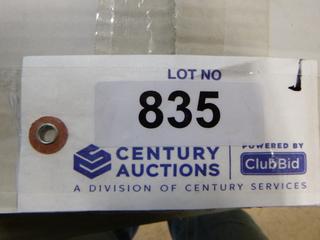 LOT NO
835
CENTURY
AUCTIONS
POWERED BY
ClubBid
A DIVISION OF CENTURY SERVICES